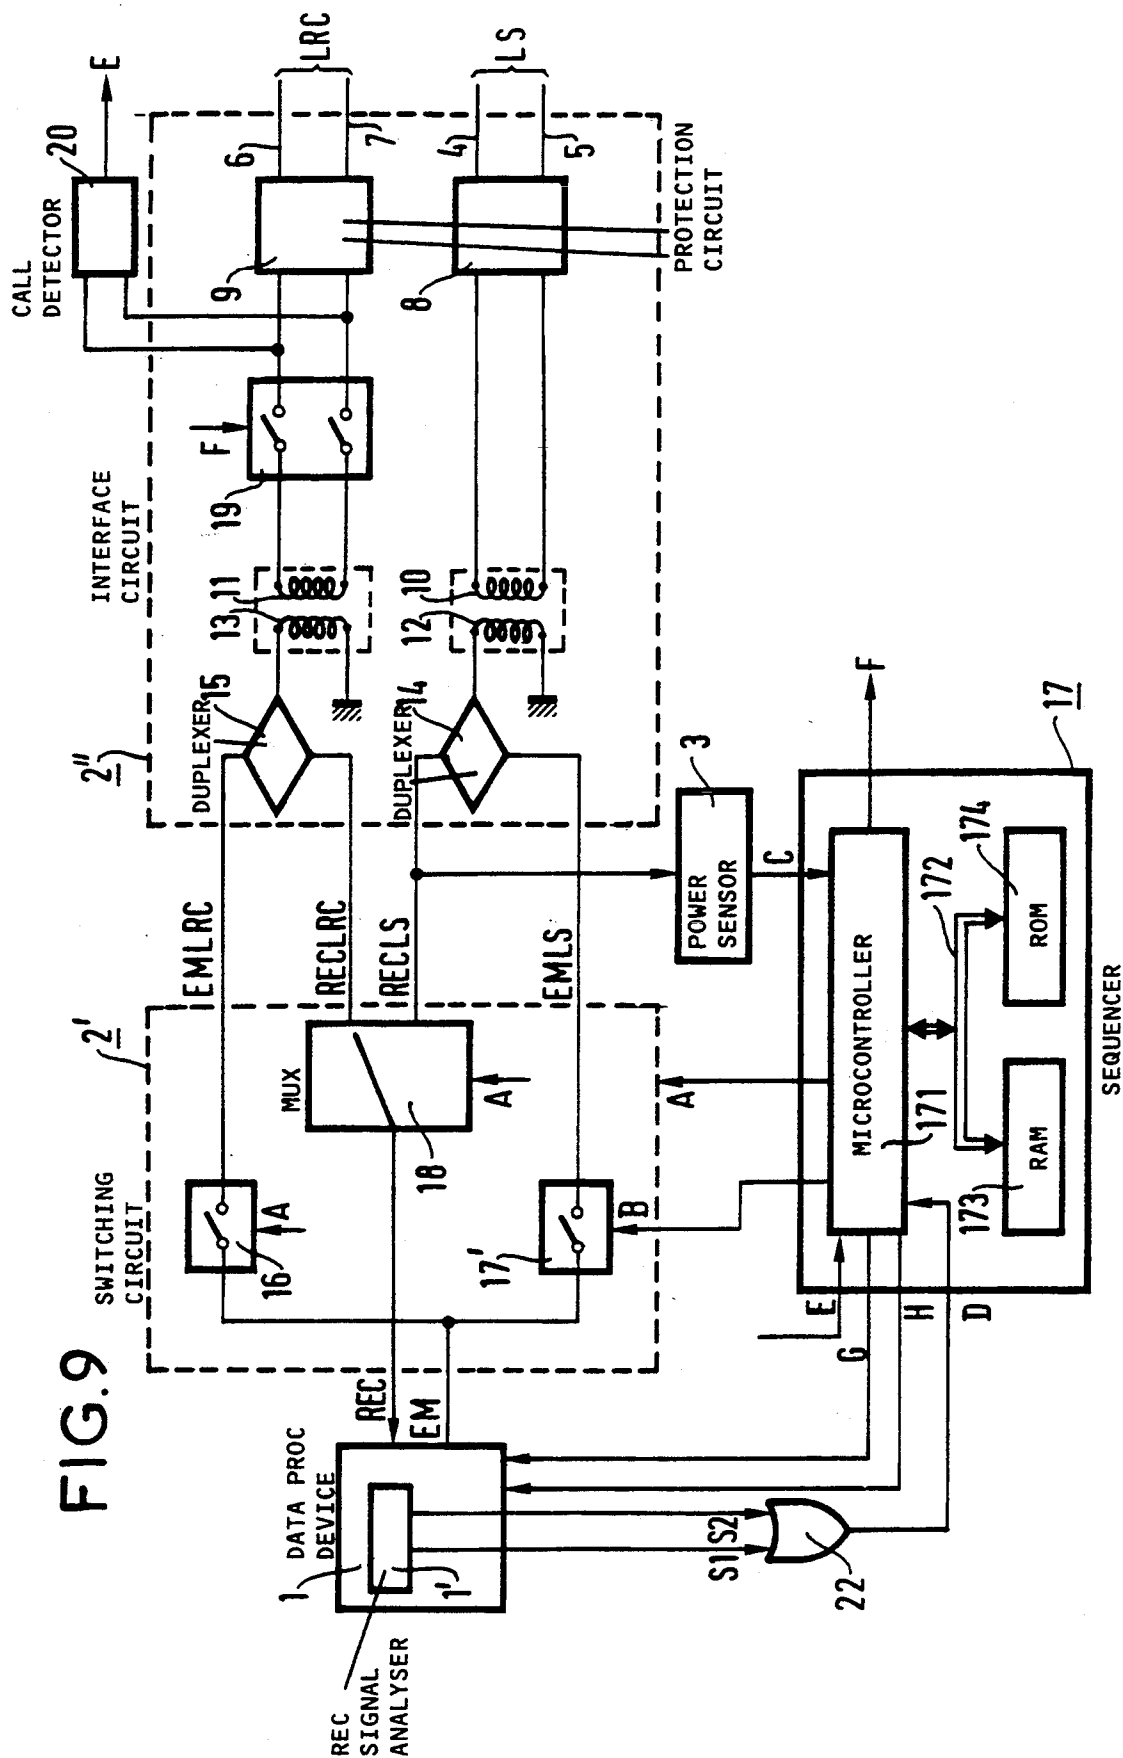 FIG.9
SWITCHING
CIRCUIT
2'
INTERFACE
CIRCUIT
2"
CALL
DETECTOR
20
E
DATA PROC
DEVICE
1
1'
REC
SIGNAL
ANALYSER
REC
EM
16
A
MUX
18
A
17'
B
EMLRC
RECLRC
RECLS
EMLS
DUPLEXER
15
DUPLEXER
14
13
11
12
10
19
F
9
8
6
7
4
5
LRC
LS
PROTECTION
CIRCUIT
POWER
SENSOR
3
C
A
S1
S2
22
E
G
H
D
MICROCONTROLLER
171
172
RAM
173
ROM
174
F
17
SEQUENCER